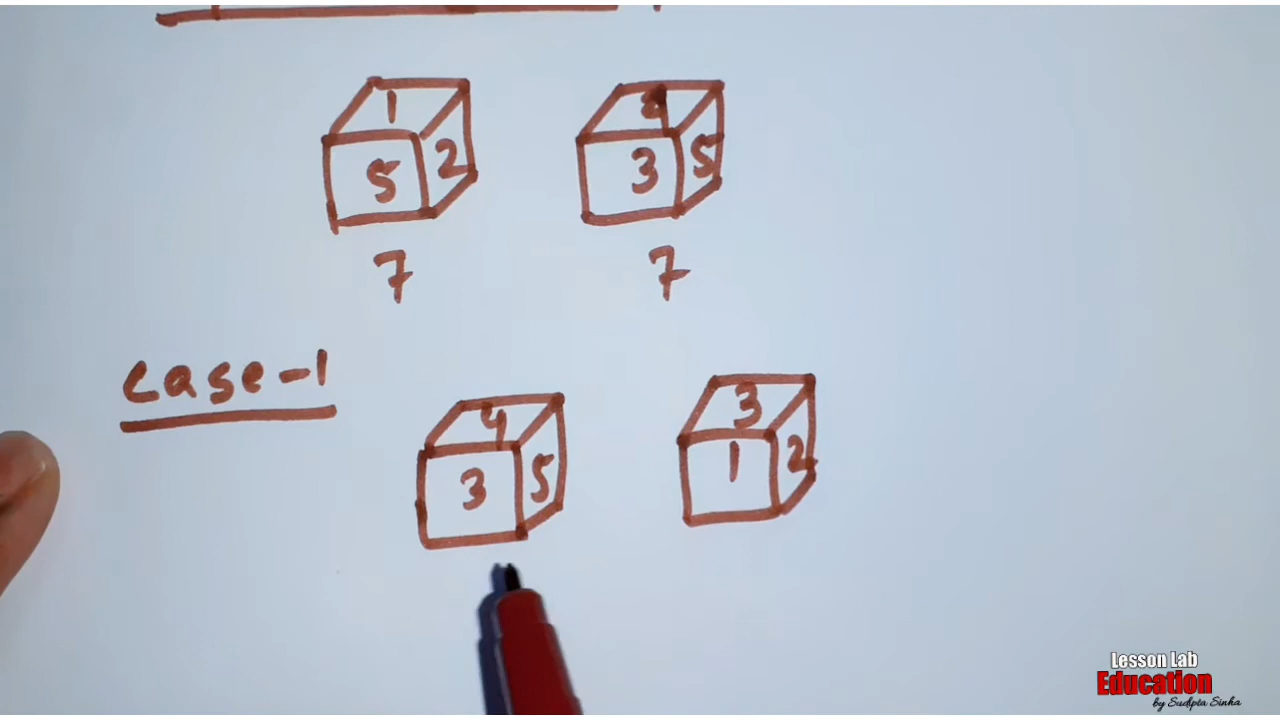 1
5 2
3 5
7 7
case-1
4 3
3 5 1 2
Lesson Lab
Education
by Sudipta Sinha